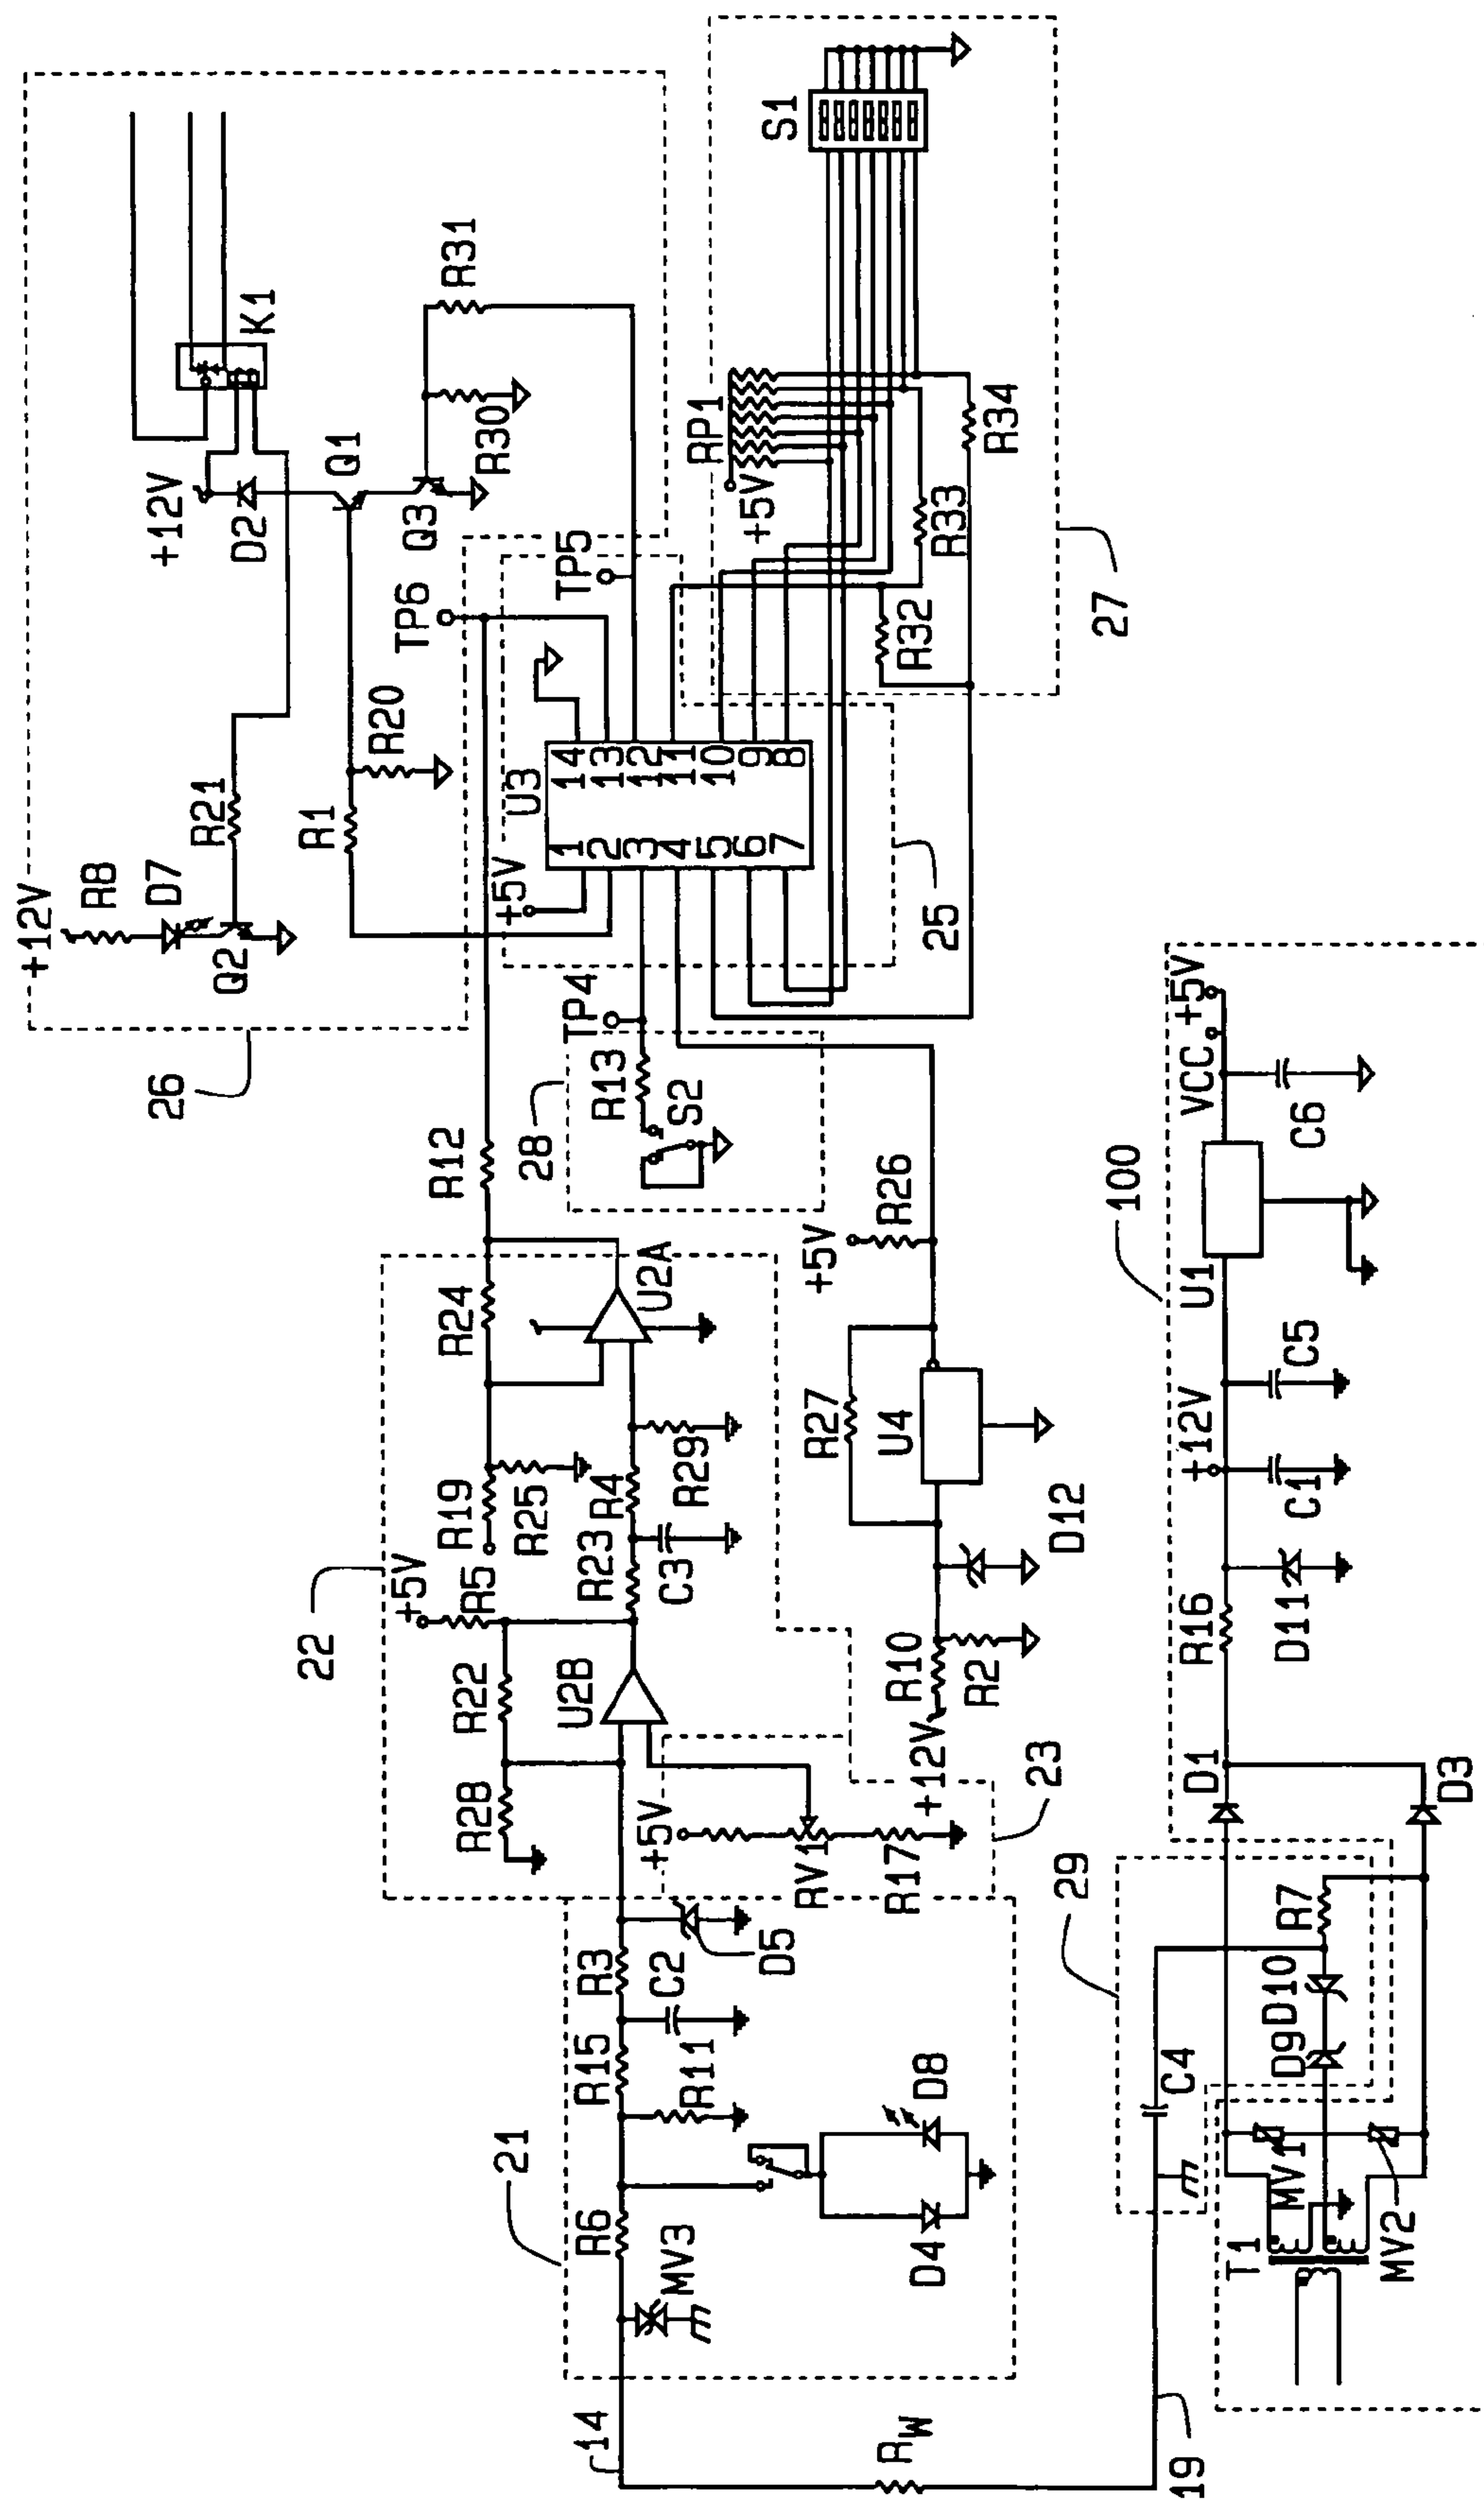 +12V
R8
D7
Q2
R21
+12V
D2
K1
Q1
R1
R20
Q3
R30
R31
26
TP6
TP5
TP4
U3
+5V
1 14
2 13
3 12
4 11
5 10
6 9
7 8
25
S1
RP1
+5V
R34
R33
R32
27
R12
28
R13
S2
22
R24
U2A
R19
R25
R4
R29
+5V
R5
R23
C3
R22
U2B
R28
+5V
RV1
R17
23
+5V
R26
R27
U4
D12
R10
R2
+12V
21
R3
C2
D5
R15
R11
R6
MV3
D8
D4
14
RW
19
100
+5V
VCC
C6
U1
C5
+12V
C1
R16
D11
D1
D3
29
R7
D10
D9
C4
MV1
T1
MV2